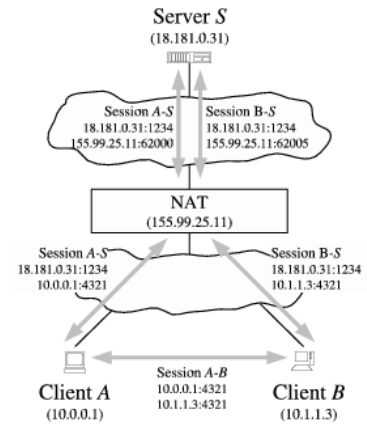 Server S
(18.181.0.31)
Session A-S
18.181.0.31:1234
155.99.25.11:62000
Session B-S
18.181.0.31:1234
155.99.25.11:62005
NAT
(155.99.25.11)
Session A-S
18.181.0.31:1234
10.0.0.1:4321
Session B-S
18.181.0.31:1234
10.1.1.3:4321
Session A-B
10.0.0.1:4321
10.1.1.3:4321
Client A
(10.0.0.1)
Client B
(10.1.1.3)